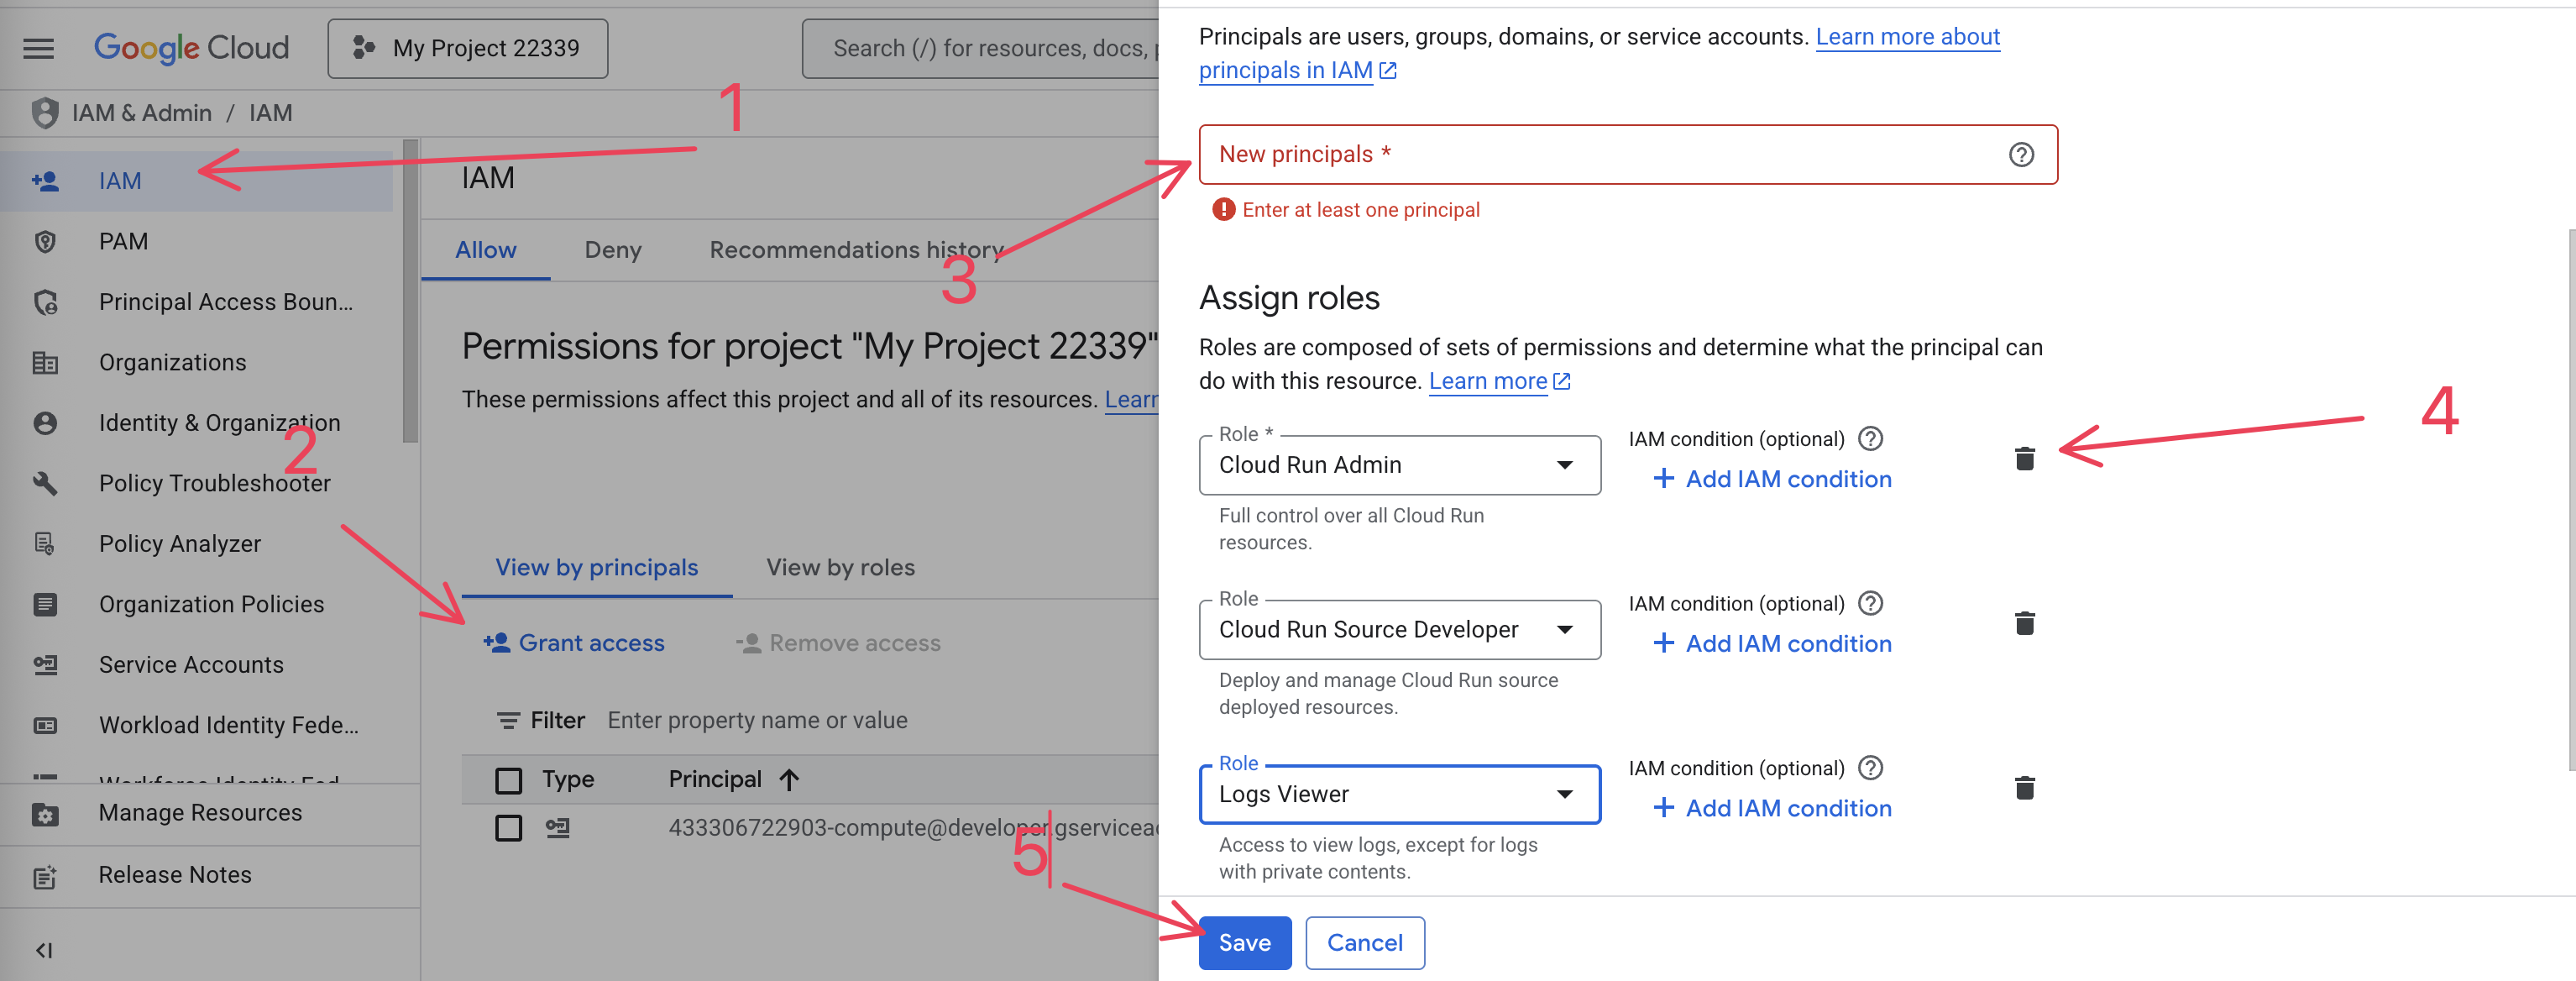 Google Cloud
My Project 22339
Search (/) for resources, docs, p
IAM & Admin / IAM
1
IAM
PAM
Principal Access Boun...
Organizations
Identity & Organization
2
Policy Troubleshooter
Policy Analyzer
Organization Policies
Service Accounts
Workload Identity Fede...
Workforce Identity Fed
Manage Resources
Release Notes
IAM
Allow
Deny
Recommendations history
3
Permissions for project "My Project 22339"
These permissions affect this project and all of its resources. Learn
View by principals
View by roles
Grant access
Remove access
Filter Enter property name or value
Type
Principal
433306722903-compute@developer.gserviceac
5
Principals are users, groups, domains, or service accounts. Learn more about
principals in IAM
New principals *
Enter at least one principal
Assign roles
Roles are composed of sets of permissions and determine what the principal can
do with this resource. Learn more
4
Role *
Cloud Run Admin
IAM condition (optional)
+ Add IAM condition
Full control over all Cloud Run
resources.
Role
Cloud Run Source Developer
IAM condition (optional)
+ Add IAM condition
Deploy and manage Cloud Run source
deployed resources.
Role
Logs Viewer
IAM condition (optional)
+ Add IAM condition
Access to view logs, except for logs
with private contents.
Save
Cancel